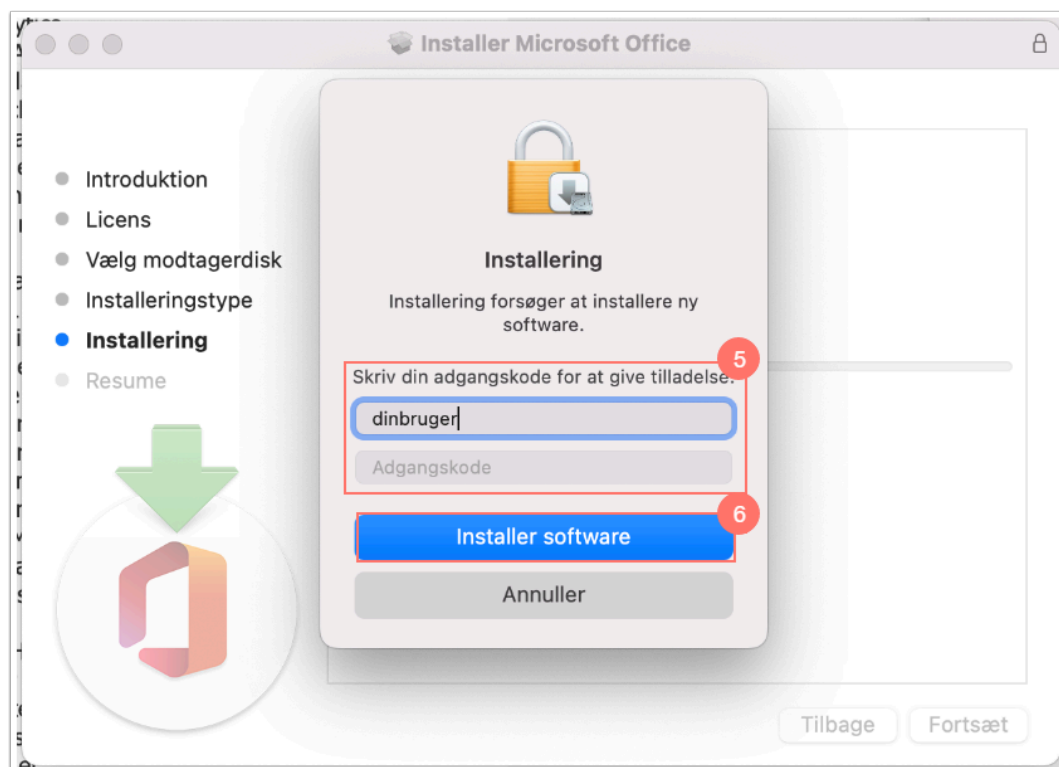 Installer Microsoft Office
Introduktion
Licens
Vælg modtagerdisk
Installeringstype
Installering
Resume
Installering
Installering forsøger at installere ny
software.
Skriv din adgangskode for at give tilladelse.
5
dinbruger
Adgangskode
6
Installer software
Annuller
Tilbage
Fortsæt